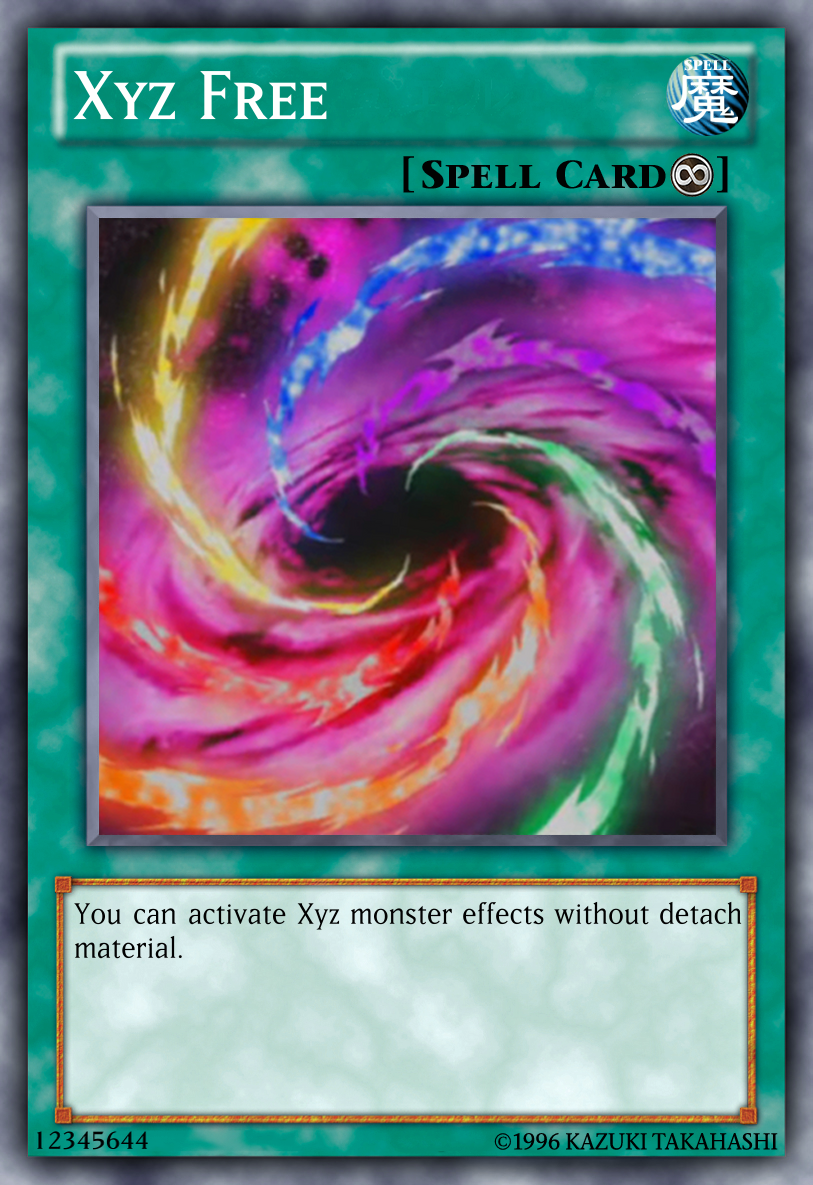 Xyz Free
SPELL
魔
[Spell Card∞]
You can activate Xyz monster effects without detach
material.
12345644
©1996 KAZUKI TAKAHASHI